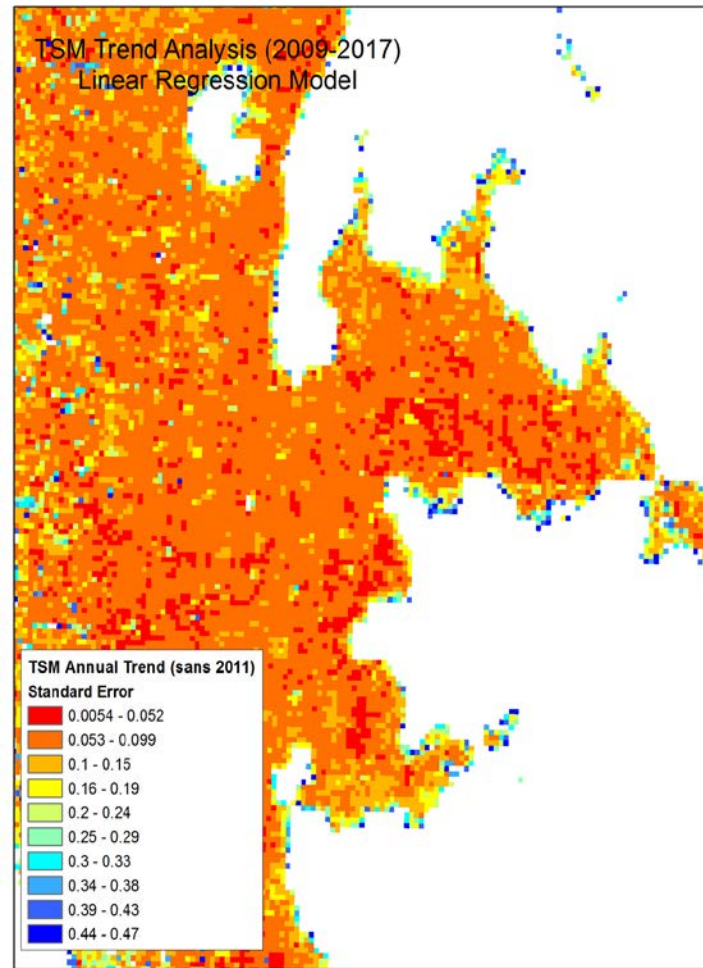 TSM Trend Analysis (2009-2017)
Linear Regression Model
TSM Annual Trend (sans 2011)
Standard Error
0.0054 - 0.052
0.053 - 0.099
0.1 - 0.15
0.16 - 0.19
0.2 - 0.24
0.25 - 0.29
0.3 - 0.33
0.34 - 0.38
0.39 - 0.43
0.44 - 0.47